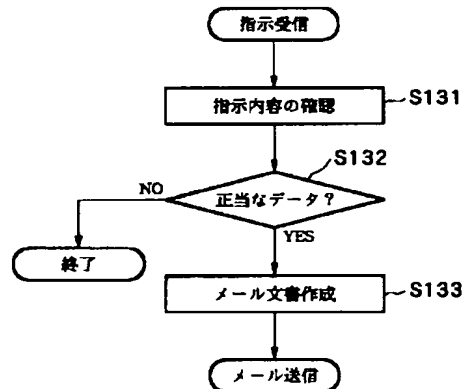 指示受信
指示内容の確認
S131
S132
正当なデータ？
NO
YES
終了
メール文書作成
S133
メール送信